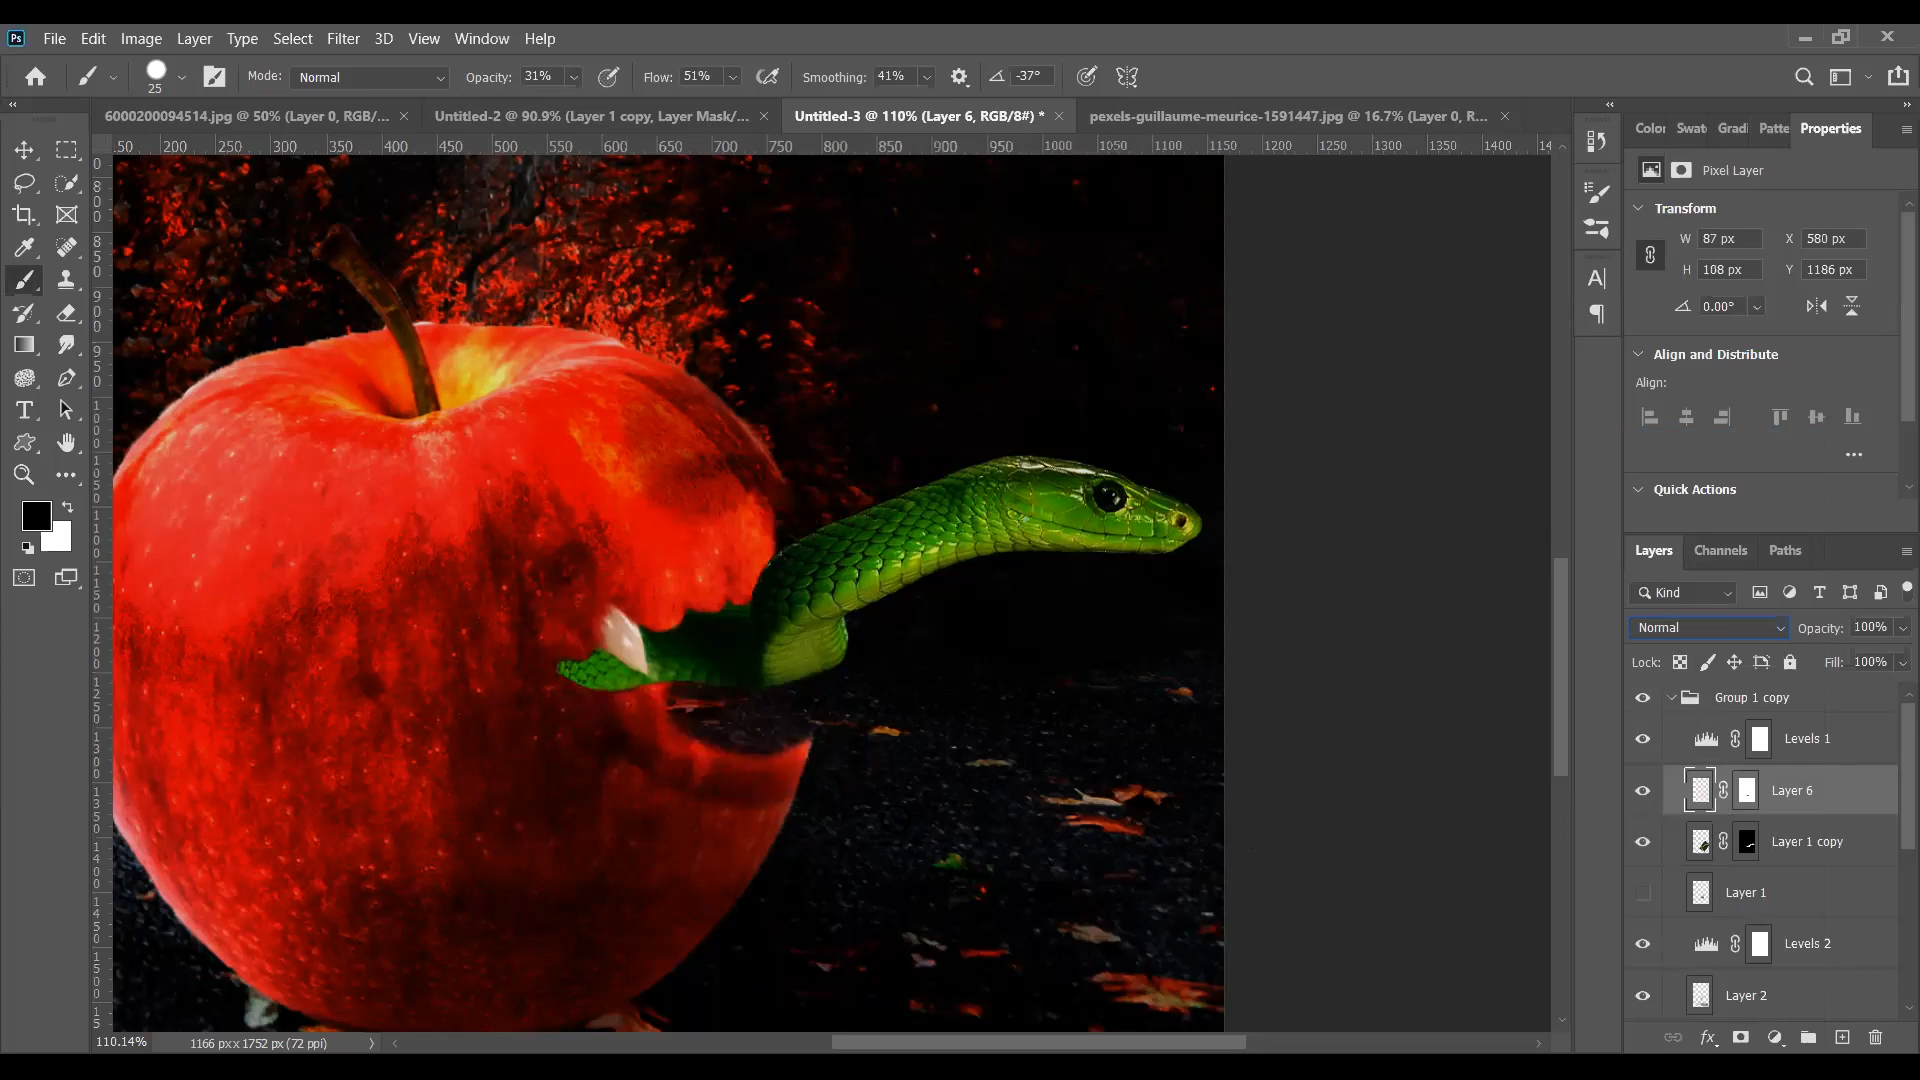 Ps File Edit Image Layer Type Select Filter 3D View Window Help
25 Mode: Normal Opacity: 31% Flow: 51% Smoothing: 41% -37°
6000200094514.jpg @ 50% (Layer 0, RGB/... Untitled-2 @ 90.9% (Layer 1 copy, Layer Mask/... Untitled-3 @ 110% (Layer 6, RGB/8#) * pexels-guillaume-meurice-1591447.jpg @ 16.7% (Layer 0, R...
Color Swat Gradi Patte Properties
50 200 250 300 350 400 450 500 550 600 650 700 750 800 850 900 950 1000 1050 1100 1150 1200 1250 1300 1350 1400 14
Pixel Layer
Transform
W 87 px X 580 px
H 108 px Y 1186 px
0.00°
Align and Distribute
Align:
Quick Actions
Layers Channels Paths
Kind
Normal Opacity: 100%
Lock: Fill: 100%
Group 1 copy
Levels 1
Layer 6
Layer 1 copy
Layer 1
Levels 2
Layer 2
110.14% 1166 px x 1752 px (72 ppi)